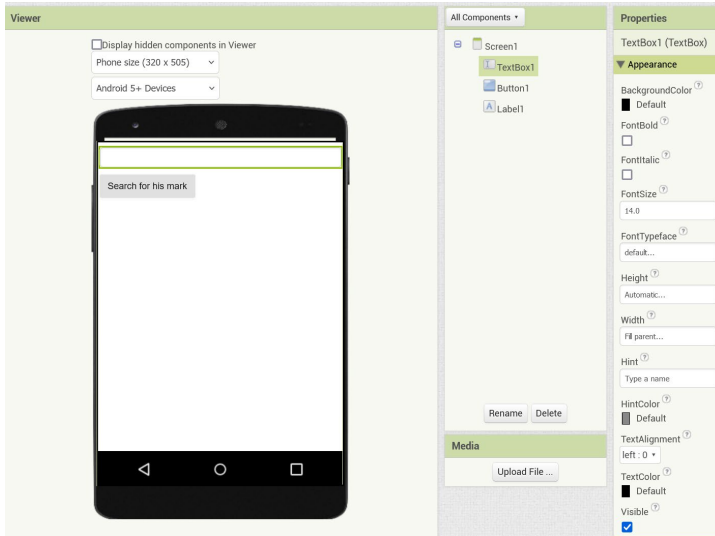 Viewer
Display hidden components in Viewer
Phone size (320 x 505)
Android 5+ Devices
Search for his mark
All Components
Screen1
TextBox1
Button1
A Label1
Rename Delete
Media
Upload File ...
Properties
TextBox1 (TextBox)
Appearance
BackgroundColor ?
Default
FontBold ?
FontItalic ?
FontSize ?
14.0
FontTypeface ?
default...
Height ?
Automatic...
Width ?
Fill parent...
Hint ?
Type a name
HintColor ?
Default
TextAlignment ?
left : 0
TextColor ?
Default
Visible ?